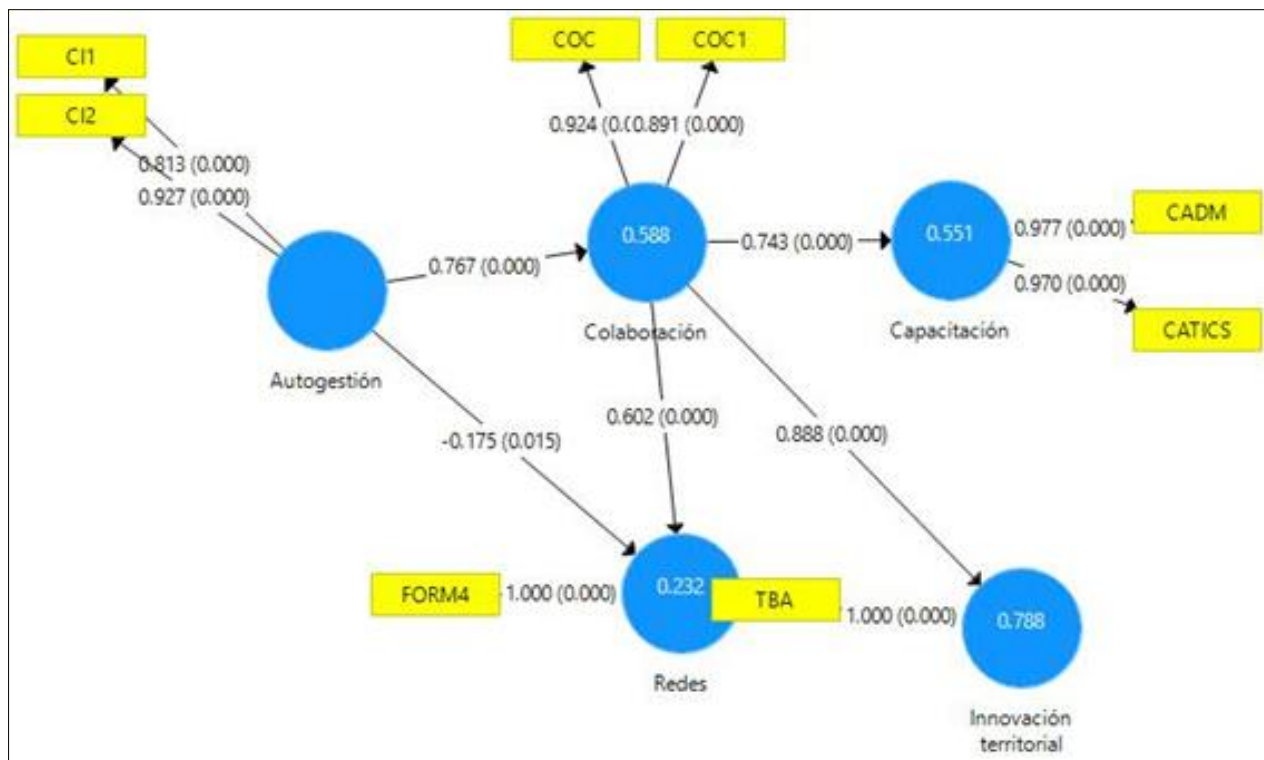 COC
COC1
CI1
CI2
0.924 (0.
0.891 (0.000)
0.813 (0.000)
0.927 (0.000)
CADM
0.588
0.551
0.977 (0.000)
0.743 (0.000)
0.767 (0.000)
0.970 (0.000)
Colaboración
Capacitación
CATICS
Autogestión
0.602 (0.000)
-0.175 (0.015)
0.888 (0.000)
FORM4
1.000 (0.000)
0.232
TBA
1.000 (0.000)
0.788
Redes
Innovación
territorial